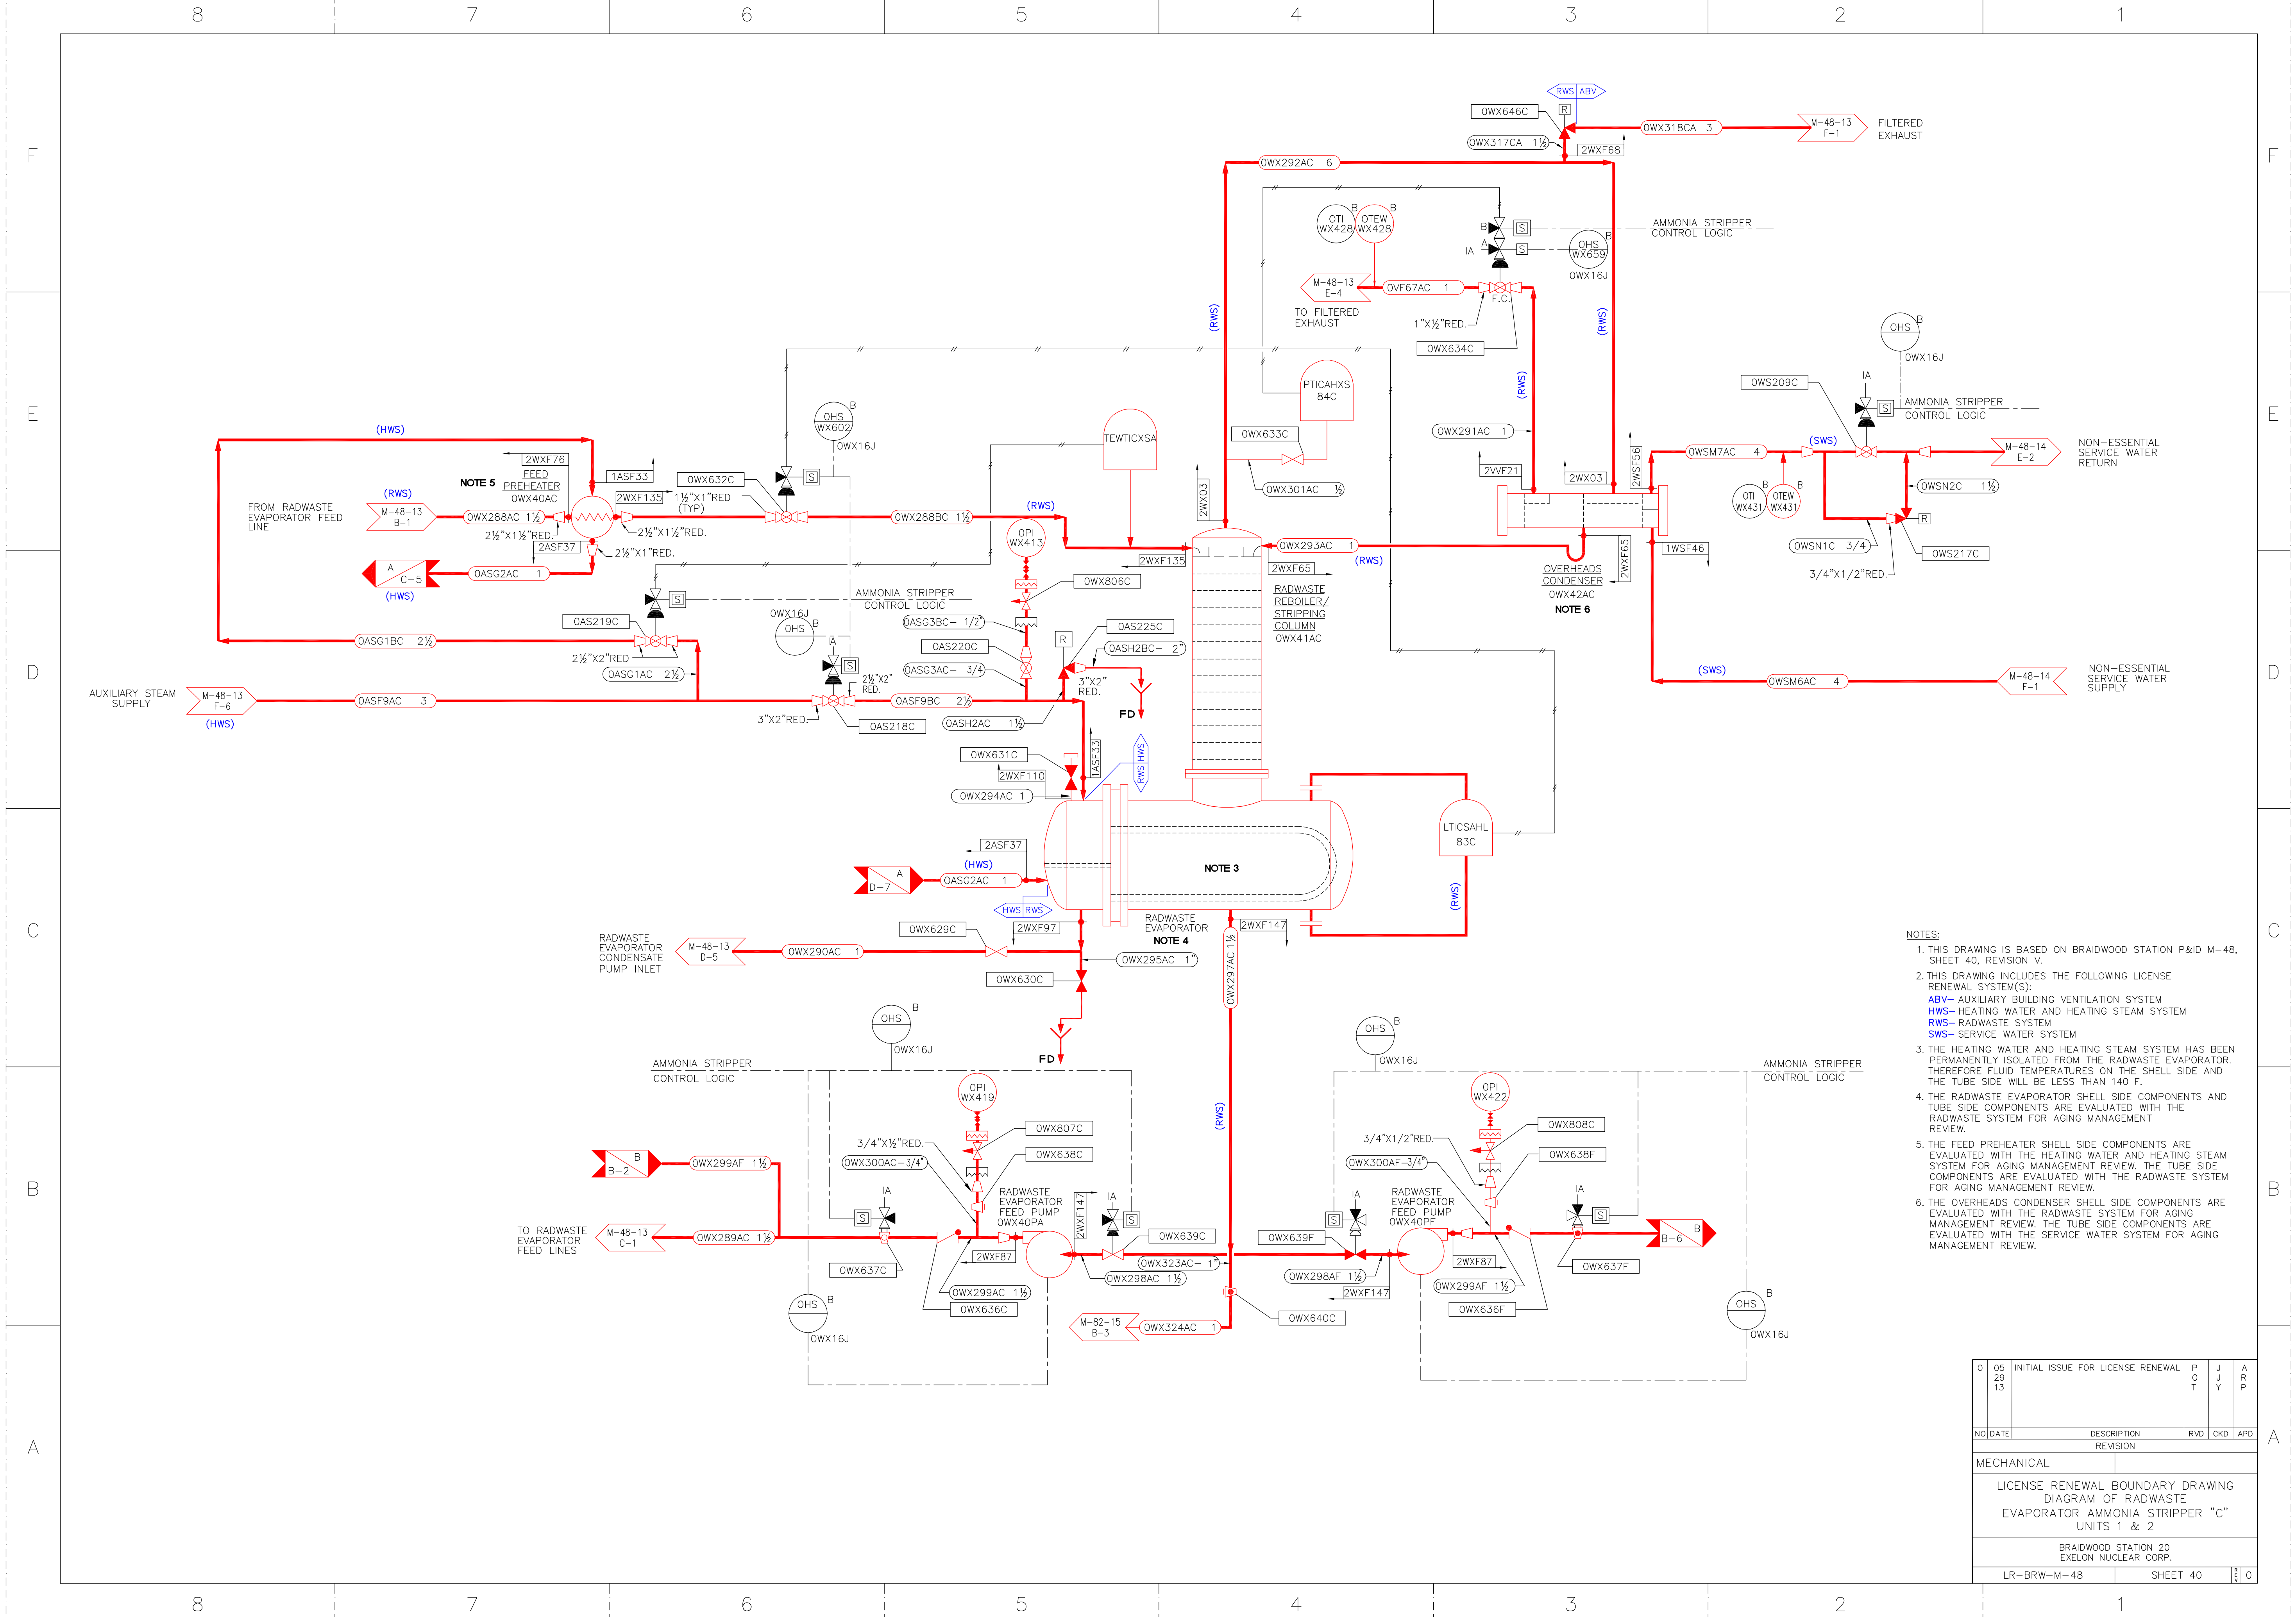 8 7 6 5 4 3 2 1
F
E
D
C
B
A
RWS ABV
0WX646C
R
0WX317CA 1½
2WXF68
0WX318CA 3
M-48-13
F-1
FILTERED
EXHAUST
0WX292AC 6
OTI
WX428
B
OTEW
WX428
B
B
S
AMMONIA STRIPPER
CONTROL LOGIC
IA
A
S
OHS
WX659
B
0WX16J
M-48-13
E-4
0VF67AC 1
F.C.
TO FILTERED
EXHAUST
1"X½"RED.
0WX634C
(RWS)
(RWS)
(RWS)
PTICAHXS
84C
0WX633C
0WX301AC ½
0WX291AC 1
2VVF21
2WX03
2WX03
2WSF56
OHS
B
0WX16J
0WS209C
IA
S
AMMONIA STRIPPER
CONTROL LOGIC
0WSM7AC 4
(SWS)
M-48-14
E-2
NON-ESSENTIAL
SERVICE WATER
RETURN
OTI
WX431
B
OTEW
WX431
B
0WSN2C 1½
R
0WSN1C 3/4
0WS217C
3/4"X1/2"RED.
(HWS)
2WXF76
FEED
PREHEATER
0WX40AC
NOTE 5
1ASF33
2WXF135
0WX632C
1½"X1"RED
(TYP)
OHS
WX602
B
0WX16J
S
TEWTICXSA
FROM RADWASTE
EVAPORATOR FEED
LINE
(RWS)
M-48-13
B-1
0WX288AC 1½
2½"X1½"RED.
2½"X1½"RED.
0WX288BC 1½
(RWS)
2ASF37
2½"X1"RED.
A
C-5
0ASG2AC 1
(HWS)
OPI
WX413
2WXF135
0WX293AC 1
(RWS)
2WXF65
2WXF65
1WSF46
OVERHEADS
CONDENSER
0WX42AC
NOTE 6
RADWASTE
REBOILER/
STRIPPING
COLUMN
0WX41AC
0WX806C
S
AMMONIA STRIPPER
CONTROL LOGIC
0AS219C
0WX16J
OHS
B
0ASG3BC- 1/2"
0AS220C
R
0AS225C
0ASH2BC- 2"
0ASG1BC 2½
2½"X2"RED
0ASG1AC 2½
IA
S
0ASG3AC- 3/4
2½"X2"
RED.
3"X2"
RED.
AUXILIARY STEAM
SUPPLY
M-48-13
F-6
(HWS)
0ASF9AC 3
0ASF9BC 2½
3"X2"RED.
0AS218C
0ASH2AC 1½
FD
(SWS)
0WSM6AC 4
M-48-14
F-1
NON-ESSENTIAL
SERVICE WATER
SUPPLY
0WX631C
2WXF110
1ASF33
RWS HWS
0WX294AC 1
LTICSAHL
83C
(RWS)
2ASF37
(HWS)
A
D-7
0ASG2AC 1
NOTE 3
HWS RWS
0WX629C
2WXF97
RADWASTE
EVAPORATOR
NOTE 4
2WXF147
0WX297AC 1½
RADWASTE
EVAPORATOR
CONDENSATE
PUMP INLET
M-48-13
D-5
0WX290AC 1
0WX295AC 1"
0WX630C
FD
OHS
B
0WX16J
AMMONIA STRIPPER
CONTROL LOGIC
OHS
B
0WX16J
AMMONIA STRIPPER
CONTROL LOGIC
(RWS)
OPI
WX419
0WX807C
3/4"X½"RED.
0WX638C
0WX300AC-3/4"
B
B-2
0WX299AF 1½
TO RADWASTE
EVAPORATOR
FEED LINES
M-48-13
C-1
0WX289AC 1½
IA
S
0WX637C
RADWASTE
EVAPORATOR
FEED PUMP
0WX40PA
2WXF147
IA
S
0WX639C
2WXF87
0WX299AC 1½
0WX636C
0WX298AC 1½
0WX323AC- 1"
OHS
B
0WX16J
OPI
WX422
0WX808C
3/4"X1/2"RED.
0WX638F
0WX300AF-3/4"
RADWASTE
EVAPORATOR
FEED PUMP
0WX40PF
IA
S
0WX639F
0WX298AF 1½
2WXF147
2WXF87
0WX299AF 1½
0WX636F
IA
S
0WX637F
B
B-6
0WX640C
M-82-15
B-3
0WX324AC 1
OHS
B
0WX16J
NOTES:
1. THIS DRAWING IS BASED ON BRAIDWOOD STATION P&ID M-48,
SHEET 40, REVISION V.
2. THIS DRAWING INCLUDES THE FOLLOWING LICENSE
RENEWAL SYSTEM(S):
ABV- AUXILIARY BUILDING VENTILATION SYSTEM
HWS- HEATING WATER AND HEATING STEAM SYSTEM
RWS- RADWASTE SYSTEM
SWS- SERVICE WATER SYSTEM
3. THE HEATING WATER AND HEATING STEAM SYSTEM HAS BEEN
PERMANENTLY ISOLATED FROM THE RADWASTE EVAPORATOR.
THEREFORE FLUID TEMPERATURES ON THE SHELL SIDE AND
THE TUBE SIDE WILL BE LESS THAN 140 F.
4. THE RADWASTE EVAPORATOR SHELL SIDE COMPONENTS AND
TUBE SIDE COMPONENTS ARE EVALUATED WITH THE
RADWASTE SYSTEM FOR AGING MANAGEMENT
REVIEW.
5. THE FEED PREHEATER SHELL SIDE COMPONENTS ARE
EVALUATED WITH THE HEATING WATER AND HEATING STEAM
SYSTEM FOR AGING MANAGEMENT REVIEW. THE TUBE SIDE
COMPONENTS ARE EVALUATED WITH THE RADWASTE SYSTEM
FOR AGING MANAGEMENT REVIEW.
6. THE OVERHEADS CONDENSER SHELL SIDE COMPONENTS ARE
EVALUATED WITH THE RADWASTE SYSTEM FOR AGING
MANAGEMENT REVIEW. THE TUBE SIDE COMPONENTS ARE
EVALUATED WITH THE SERVICE WATER SYSTEM FOR AGING
MANAGEMENT REVIEW.
0 05 INITIAL ISSUE FOR LICENSE RENEWAL P J A
29 O J R
13 T Y P
NO DATE DESCRIPTION RVD CKD APD
REVISION
MECHANICAL
LICENSE RENEWAL BOUNDARY DRAWING
DIAGRAM OF RADWASTE
EVAPORATOR AMMONIA STRIPPER "C"
UNITS 1 & 2
BRAIDWOOD STATION 20
EXELON NUCLEAR CORP.
LR-BRW-M-48 SHEET 40 REV 0
F
E
D
C
B
A
8 7 6 5 4 3 2 1